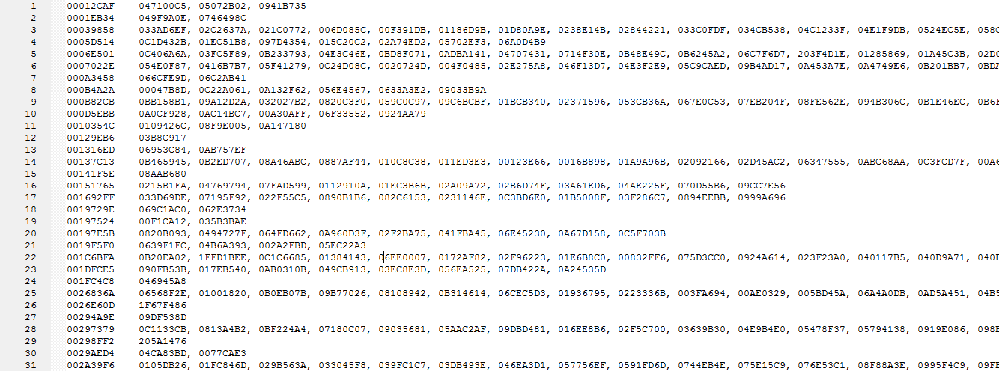 1 00012CAF 047100C5, 05072B02, 0941B735
2 0001EB34 049F9A0E, 0746498C
3 00039858 033AD6EF, 02C2637A, 021C0772, 006D085C, 00F391DB, 01186D9B, 01D80A9E, 0238E14B, 02844221, 033C0FDF, 034CB538, 04C1233F, 04E1F9DB, 0524EC5E, 058C
4 0005D514 0C1D432B, 01EC51B8, 097D4354, 015C20C2, 02A74ED2, 05702EF3, 06A0D4B9
5 0006E501 0C406A6A, 03FC5F89, 0B233793, 04E3C46E, 0BD8F071, 0ADBA141, 04707431, 0714F30E, 0B48E49C, 0B6245A2, 06C7F6D7, 203F4D1E, 01285869, 01A45C3B, 02D0
6 0007022E 054E0F87, 0416B7B7, 05F41279, 0C24D08C, 0020724D, 004F0485, 02E275A8, 046F13D7, 04E3F2E9, 05C9CAED, 09B4AD17, 0A453A7E, 0A4749E6, 0B201BB7, 0BDA
7 000A3458 066CFE9D, 06C2AB41
8 000B4A2A 00047B8D, 0C22A061, 0A132F62, 056E4567, 0633A3E2, 09033B9A
9 000B82CB 0BB158B1, 09A12D2A, 032027B2, 0820C3F0, 059C0C97, 09C6BCBF, 01BCB340, 02371596, 053CB36A, 067E0C53, 07EB204F, 08FE562E, 094B306C, 0B1E46EC, 0B6E
10 000D5EBB 0A0CF928, 0AC14BC7, 00A30AFF, 06F33552, 0924AA79
11 0010354C 0109426C, 08F9E005, 0A147180
12 00129EB6 03B8C917
13 001316ED 06953C84, 0AB757EF
14 00137C13 0B465945, 0B2ED707, 08A46ABC, 0887AF44, 010C8C38, 011ED3E3, 00123E66, 0016B898, 01A9A96B, 02092166, 02D45AC2, 06347555, 0ABC68AA, 0C3FCD7F, 00A6
15 00141F5E 08AAB680
16 00151765 0215B1FA, 04769794, 07FAD599, 0112910A, 01EC3B6B, 02A09A72, 02B6D74F, 03A61ED6, 04AE225F, 070D55B6, 09CC7E56
17 001692FF 033D69DE, 07195F92, 022F55C5, 0890B1B6, 082C6153, 0231146E, 0C3BD6E0, 01B5008F, 03F286C7, 0894EEBB, 0999A696
18 0019729E 069C1AC0, 062E3734
19 00197524 00F1CA12, 035B3BAE
20 00197E5B 0820B093, 0494727F, 064FD662, 0A960D3F, 02F2BA75, 041FBA45, 06E45230, 0A67D158, 0C5F703B
21 0019F5F0 0639F1FC, 04B6A393, 002A2FBD, 05EC22A3
22 001C6BFA 0B20EA02, 1FFD1BEE, 0C1C6685, 01384143, 06EE0007, 0172AF82, 02F96223, 01E6B8C0, 00832FF6, 075D3CC0, 0924A614, 023F23A0, 040117B5, 040D9A71, 040D
23 001DFCE5 090FB53B, 017EB540, 0AB0310B, 049CB913, 03EC8E3D, 056EA525, 07DB422A, 0A24535D
24 001FC4C8 046945A8
25 0026836A 06568F2E, 01001820, 0B0EB07B, 09B77026, 08108942, 0B314614, 06CEC5D3, 01936795, 0223336B, 003FA694, 00AE0329, 005BD45A, 06A4A0DB, 0AD5A451, 04B5
26 0026E60D 1F67F486
27 00294A9E 09DF538D
28 00297379 0C1133CB, 0813A4B2, 0BF224A4, 07180C07, 09035681, 05AAC2AF, 09DBD481, 016EE8B6, 02F5C700, 03639B30, 04E9B4E0, 05478F37, 05794138, 0919E086, 098E
29 00298FF2 205A1476
30 0029AED4 04CA83BD, 0077CAE3
31 002A39F6 0105DB26, 01FC846D, 029B563A, 033045F8, 039FC1C7, 03DB493E, 046EA3D1, 057756EF, 0591FD6D, 0744EB4E, 075E15C9, 076E53C1, 08F88A3E, 0995F4C9, 09FE